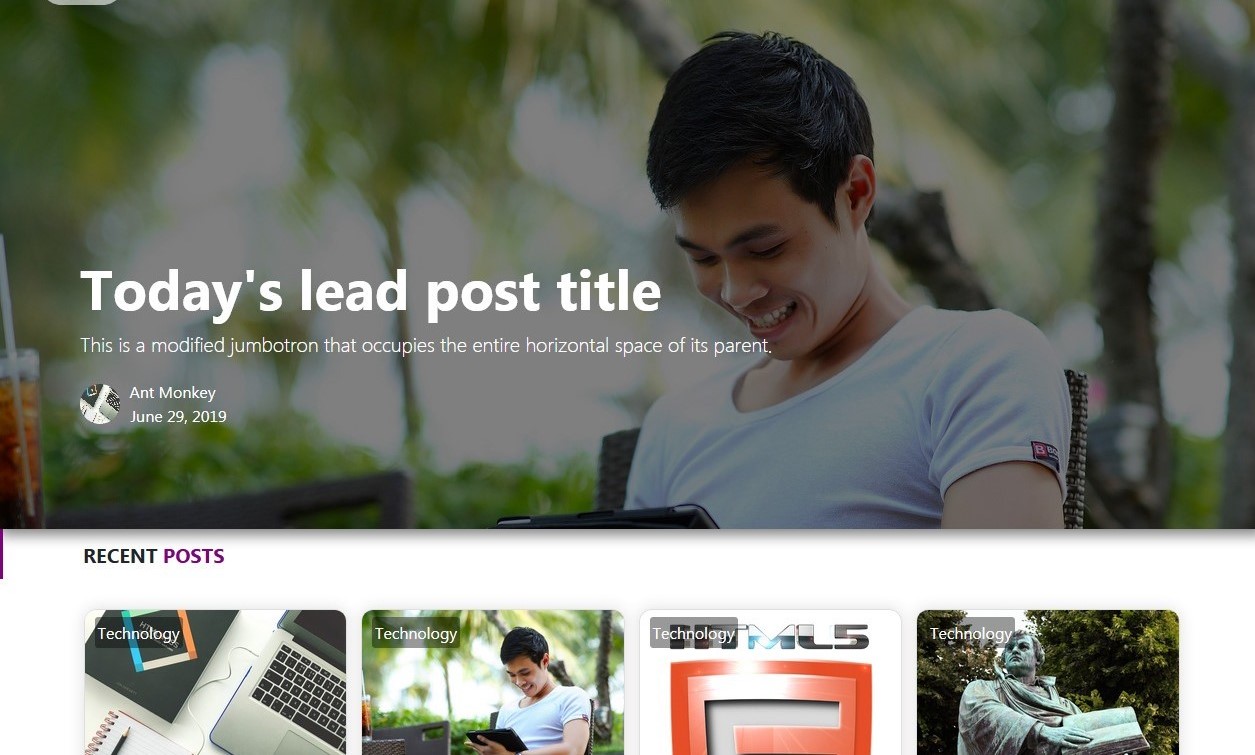 Today's lead post title
This is a modified jumbotron that occupies the entire horizontal space of its parent.
Ant Monkey
June 29, 2019
RECENT POSTS
Technology
Technology
Technology
Technology
HTML5